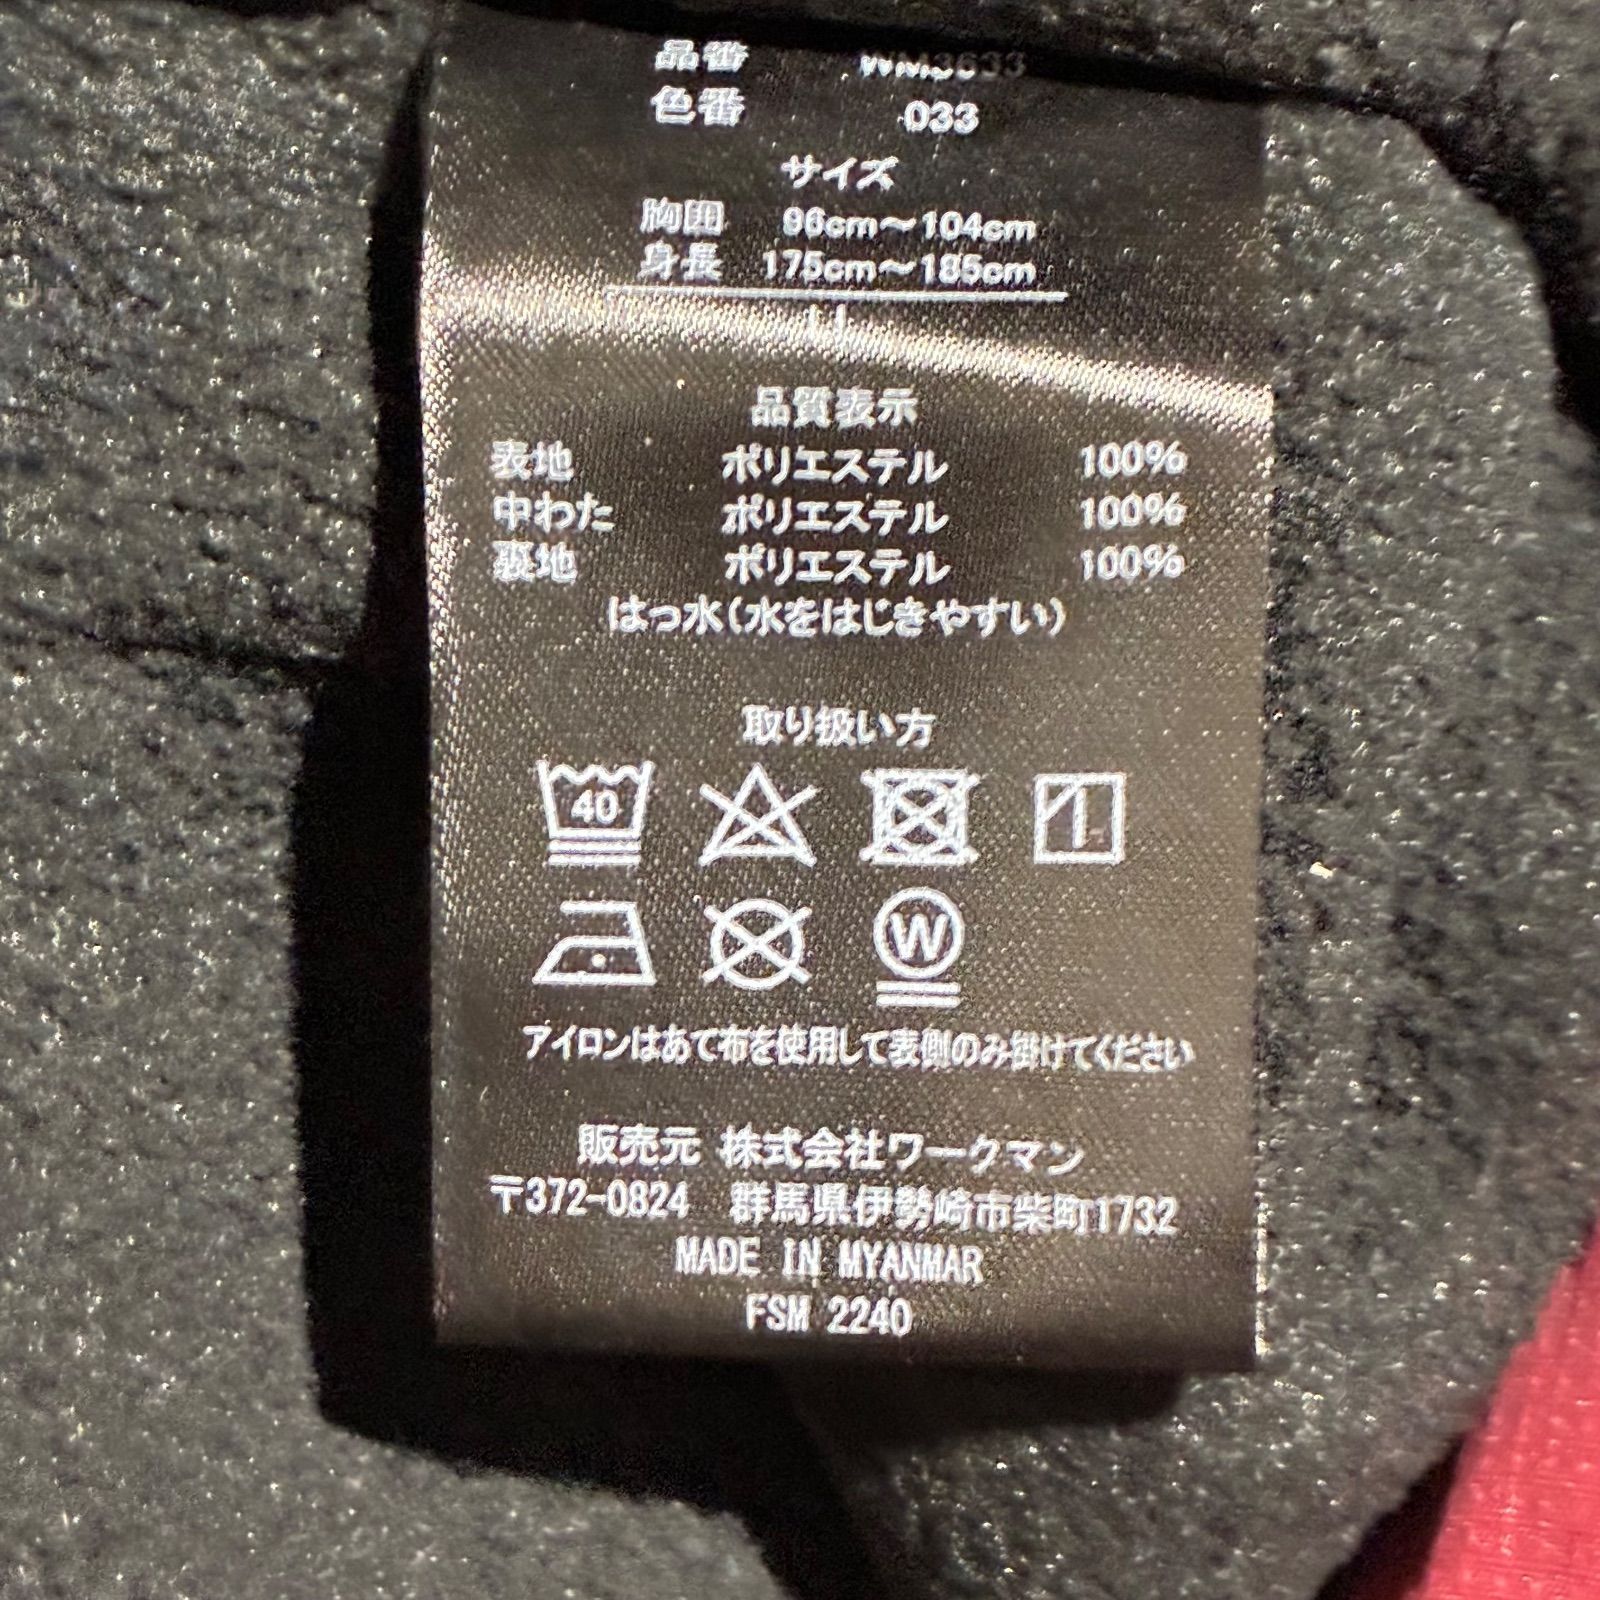 品番 WM3633
色番 033
サイズ
胸囲 96cm～104cm
身長 175cm～185cm
LL
品質表示
表地 ポリエステル 100%
中わた ポリエステル 100%
裏地 ポリエステル 100%
はっ水(水をはじきやすい)
取り扱い方
40
W
アイロンはあて布を使用して表側のみ掛けてください
販売元 株式会社ワークマン
〒372-0824 群馬県伊勢崎市柴町1732
MADE IN MYANMAR
FSM 2240